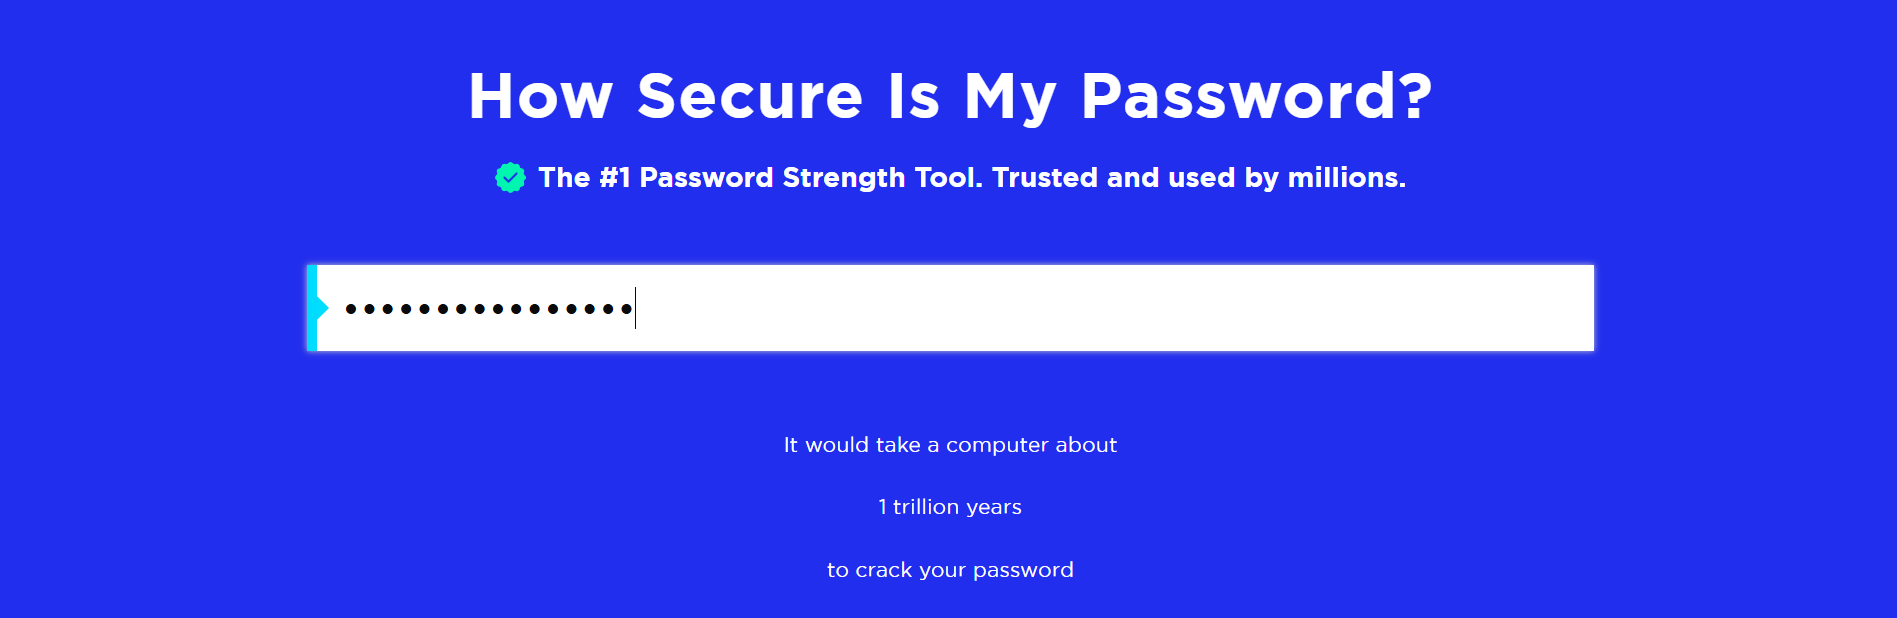 How Secure Is My Password?
The #1 Password Strength Tool. Trusted and used by millions.
••••••••••••••••
It would take a computer about
1 trillion years
to crack your password